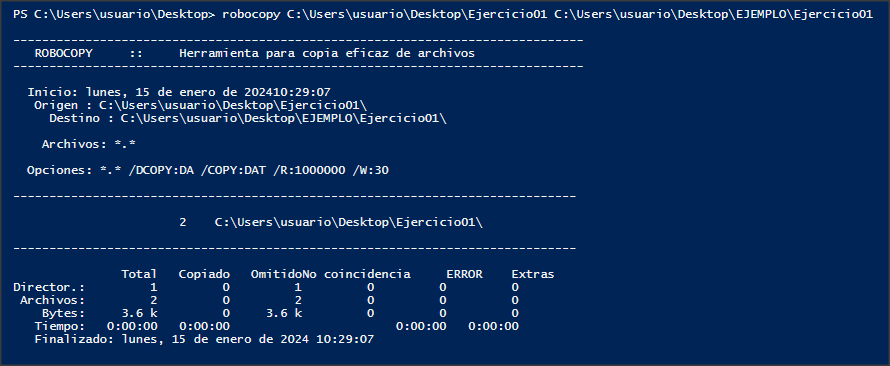 PS C:\Users\usuario\Desktop> robocopy C:\Users\usuario\Desktop\Ejercicio01 C:\Users\usuario\Desktop\EJEMPLO\Ejercicio01
-------------------------------------------------------------------------------
ROBOCOPY     ::     Herramienta para copia eficaz de archivos
-------------------------------------------------------------------------------
Inicio: lunes, 15 de enero de 202410:29:07
Origen : C:\Users\usuario\Desktop\Ejercicio01\
Destino : C:\Users\usuario\Desktop\EJEMPLO\Ejercicio01\
Archivos: *.*
Opciones: *.* /DCOPY:DA /COPY:DAT /R:1000000 /W:30
------------------------------------------------------------------------------
2    C:\Users\usuario\Desktop\Ejercicio01\
------------------------------------------------------------------------------
Total   Copiado   OmitidoNo coincidencia     ERROR    Extras
Director.:         1         0         1         0         0         0
Archivos:         2         0         2         0         0         0
Bytes:     3.6 k         0     3.6 k         0         0         0
Tiempo:   0:00:00   0:00:00                       0:00:00   0:00:00
Finalizado: lunes, 15 de enero de 2024 10:29:07